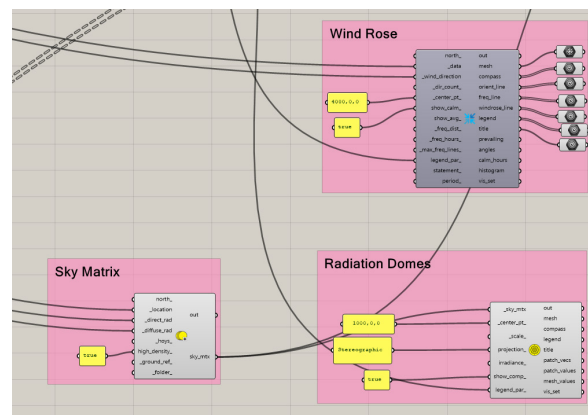 Wind Rose
north_ out
_data mesh
_wind_direction compass
_dir_count_ orient_line
_center_pt_ freq_line
show_calm_ windrose_line
show_avg_ legend
_freq_dist_ title
_freq_hours_ prevailing
_max_freq_lines_ angles
legend_par_ calm_hours
statement_ histogram
period_ vis_set
4000,0,0
true
Sky Matrix
north_
_location
_direct_rad
_diffuse_rad
_hoys_
high_density_
_ground_ref_
_folder_
out
sky_mtx
true
Radiation Domes
_sky_mtx
_center_pt_
_scale_
projection_
irradiance_
show_comp_
legend_par_
out
mesh
compass
legend
title
patch_vecs
patch_values
mesh_values
vis_set
1000,0,0
Stereographic
true